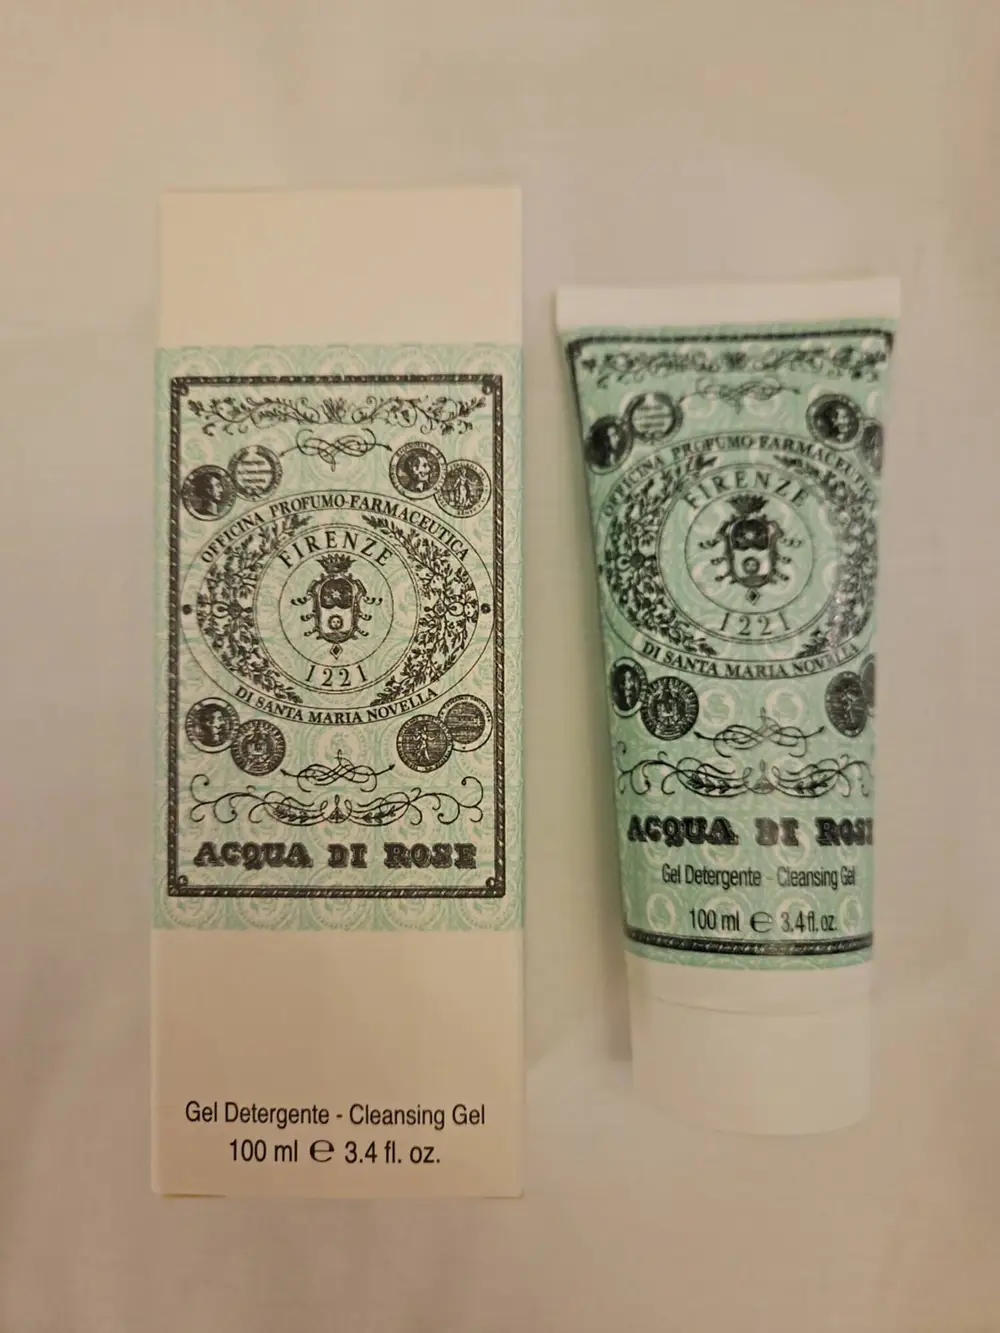 OFFICINA PROFUMO-FARMACEUTICA
FIRENZE
1221
DI SANTA MARIA NOVELLA
ACQUA DI ROSE
Gel Detergente - Cleansing Gel
100 ml ℮ 3.4 fl. oz.
OFFICINA PROFUMO-FARMACEUTICA
FIRENZE
1221
DI SANTA MARIA NOVELLA
ACQUA DI ROSE
Gel Detergente - Cleansing Gel
100 ml ℮ 3.4 fl. oz.